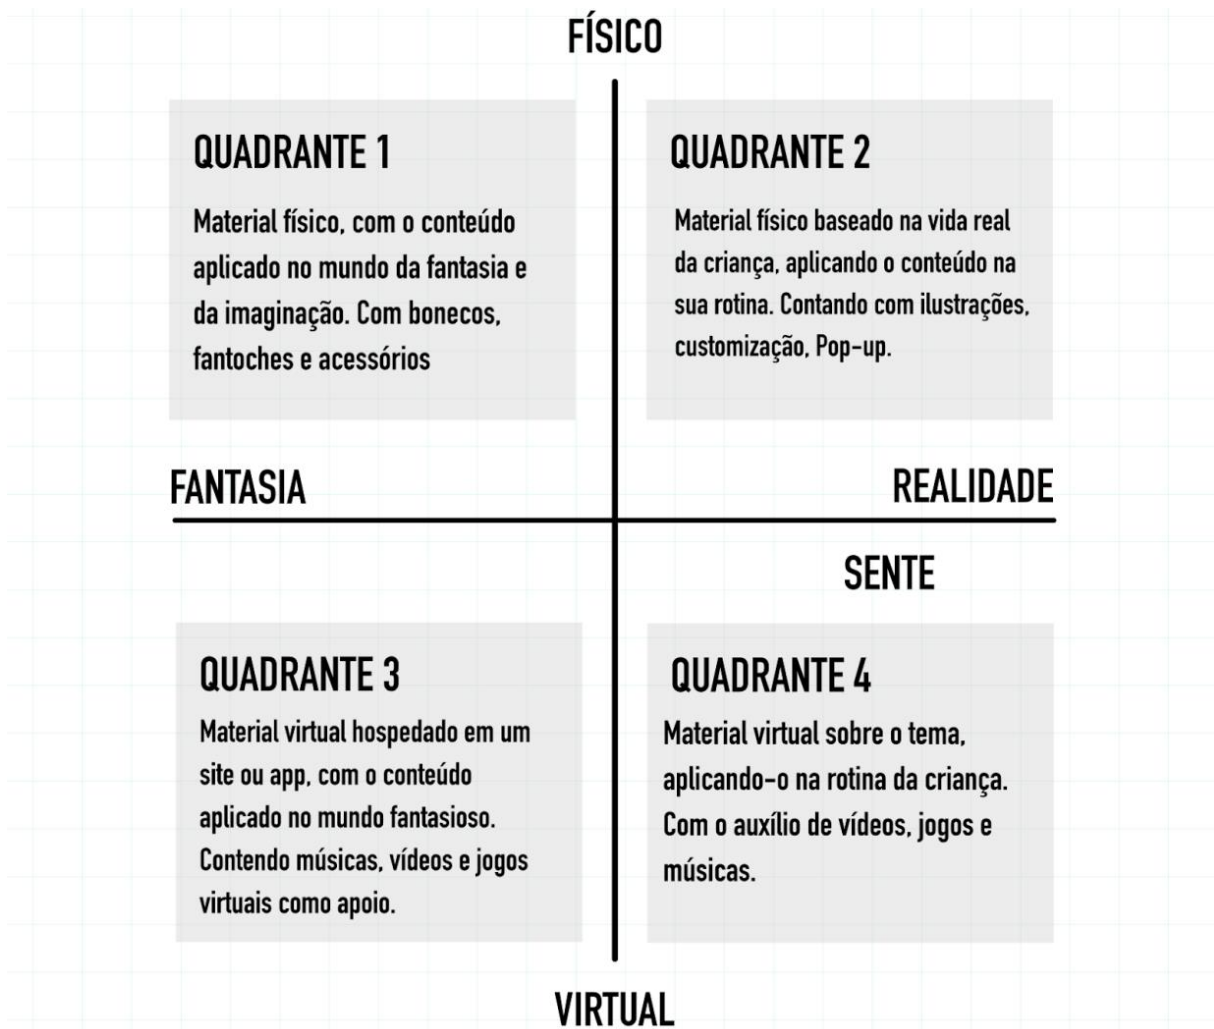 FÍSICO
QUADRANTE 1
Material físico, com o conteúdo
aplicado no mundo da fantasia e
da imaginação. Com bonecos,
fantoches e acessórios
QUADRANTE 2
Material físico baseado na vida real
da criança, aplicando o conteúdo na
sua rotina. Contando com ilustrações,
customização, Pop-up.
FANTASIA
REALIDADE
SENTE
QUADRANTE 3
Material virtual hospedado em um
site ou app, com o conteúdo
aplicado no mundo fantasioso.
Contendo músicas, vídeos e jogos
virtuais como apoio.
QUADRANTE 4
Material virtual sobre o tema,
aplicando-o na rotina da criança.
Com o auxílio de vídeos, jogos e
músicas.
VIRTUAL